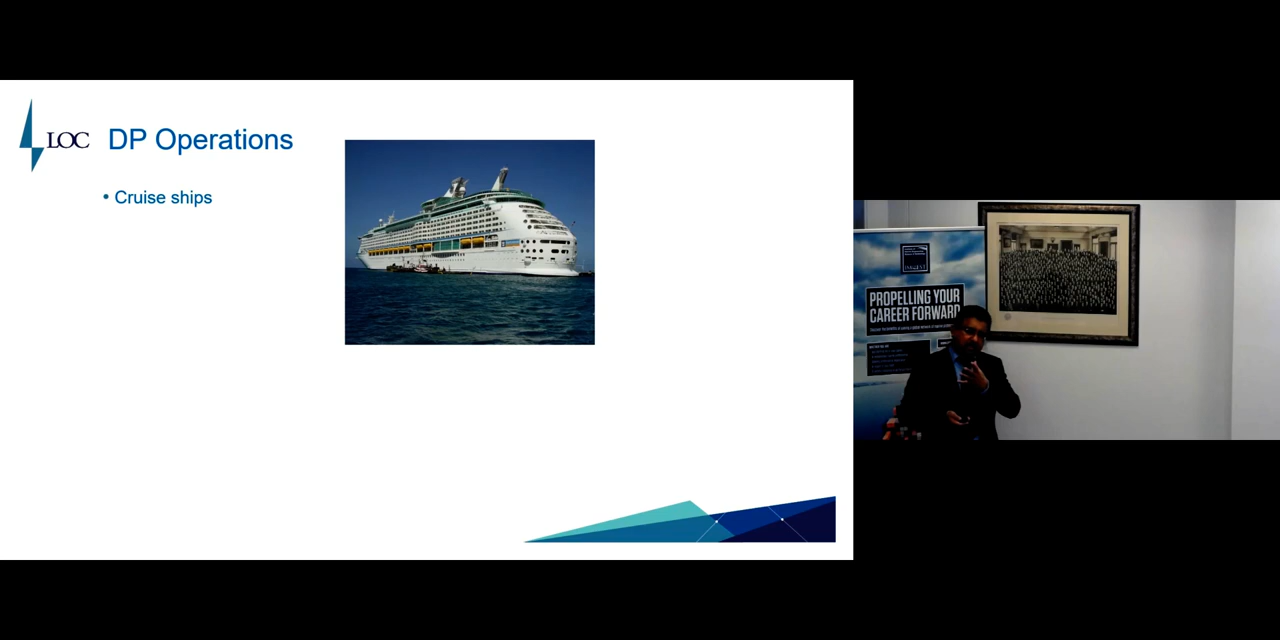 LOC
DP Operations
• Cruise ships
PROPELLING YOUR
CAREER FORWARD